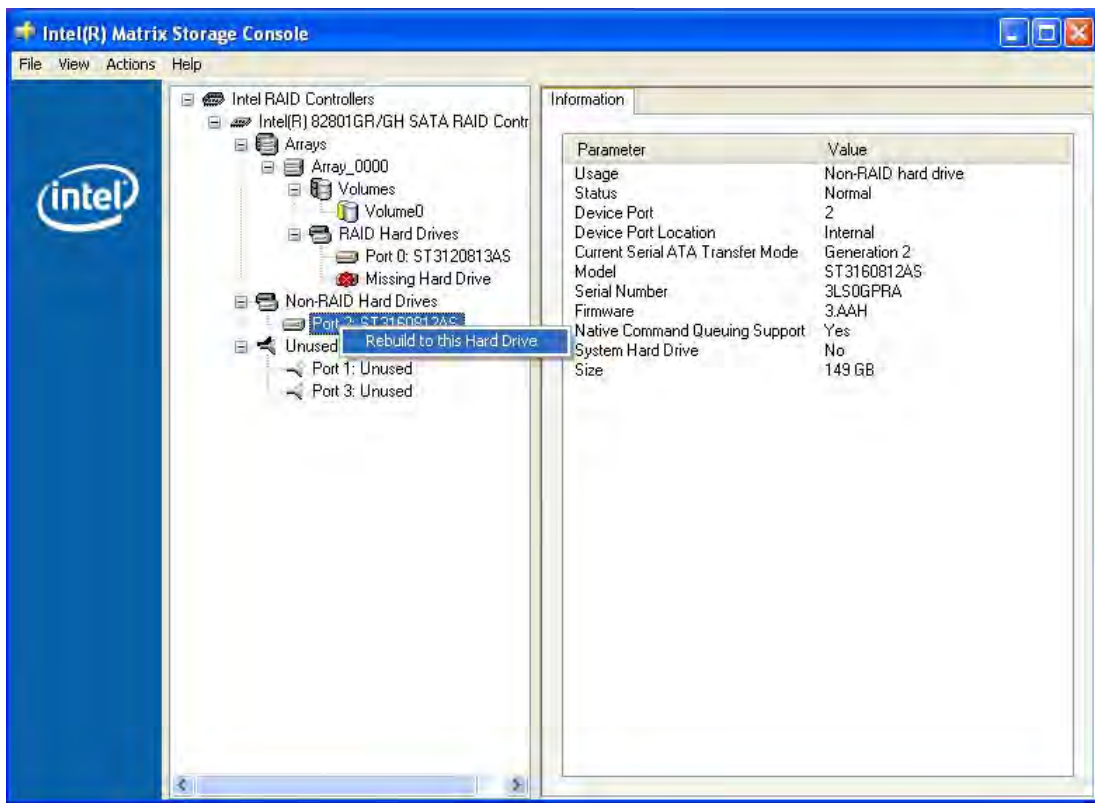 Intel(R) Matrix Storage Console
File View Actions Help
intel
Intel RAID Controllers
Intel(R) 82801GR/GH SATA RAID Contr
Arrays
Array_0000
Volumes
Volume0
RAID Hard Drives
Port 0: ST3120813AS
Missing Hard Drive
Non-RAID Hard Drives
Port 2: ST3160812AS
Rebuild to this Hard Drive
Unused
Port 1: Unused
Port 3: Unused
Information
Parameter Value
Usage Non-RAID hard drive
Status Normal
Device Port 2
Device Port Location Internal
Current Serial ATA Transfer Mode Generation 2
Model ST3160812AS
Serial Number 3LS0GPRA
Firmware 3.AAH
Native Command Queuing Support Yes
System Hard Drive No
Size 149 GB